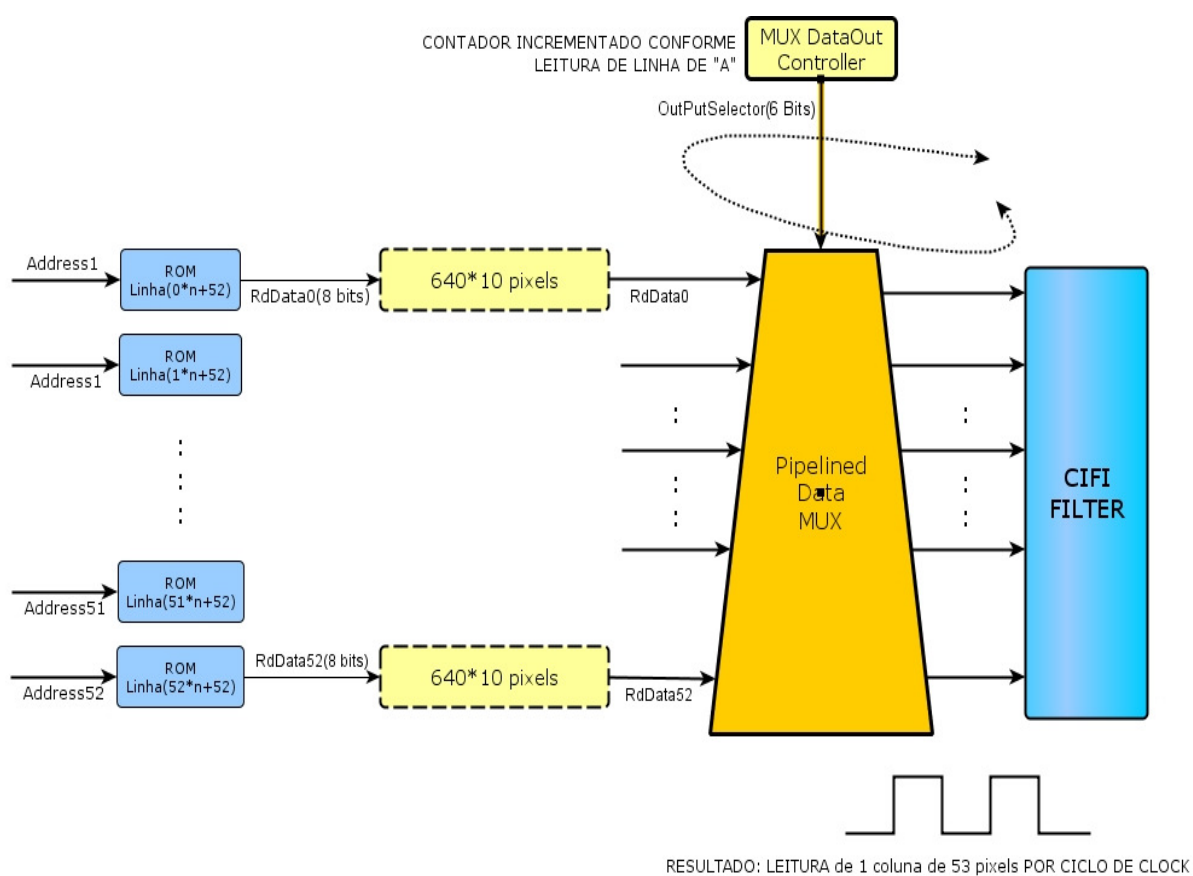 CONTADOR INCREMENTADO CONFORME
LEITURA DE LINHA DE "A"
MUX DataOut
Controller
OutPutSelector(6 Bits)
Address1
ROM
Linha(0*n+52)
RdData0(8 bits)
640*10 pixels
RdData0
Address1
ROM
Linha(1*n+52)
Pipelined
Data
MUX
CIFI
FILTER
Address51
ROM
Linha(51*n+52)
Address52
ROM
Linha(52*n+52)
RdData52(8 bits)
640*10 pixels
RdData52
RESULTADO: LEITURA de 1 coluna de 53 pixels POR CICLO DE CLOCK